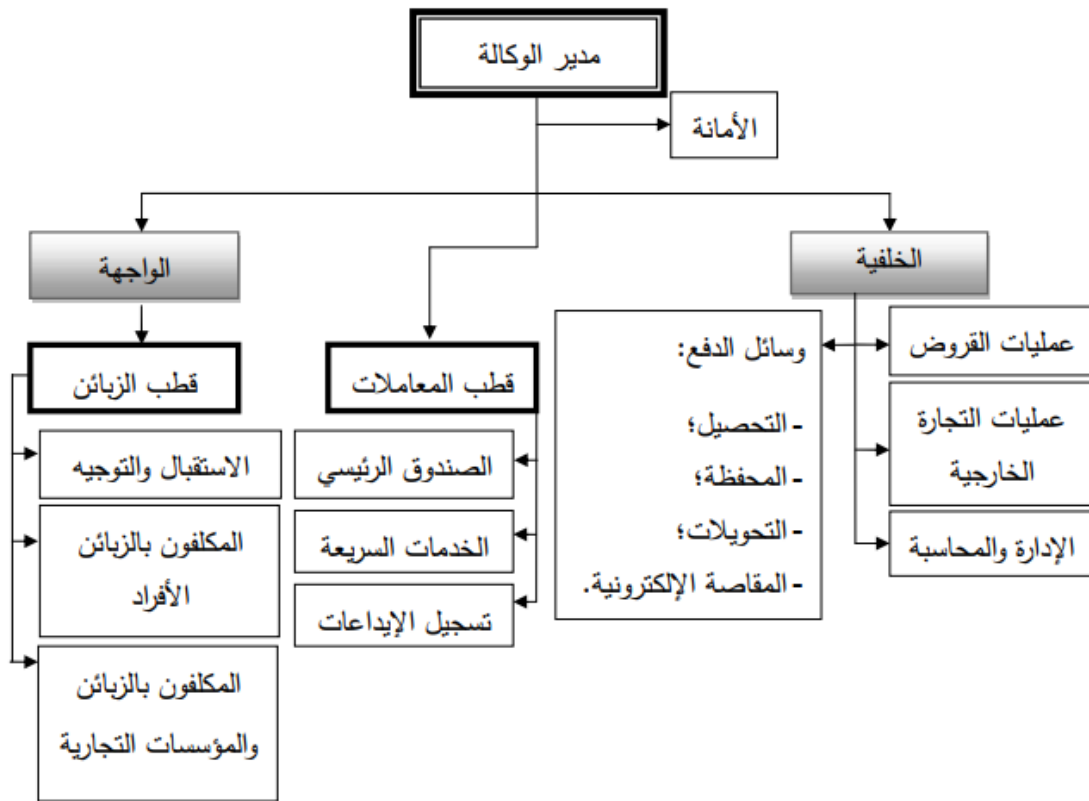 مدير الوكالة
الأمانة
الخلفية
الواجهة
عمليات القروض
عمليات التجارة
الخارجية
الإدارة والمحاسبة
وسائل الدفع:
- التحصيل؛
- المحفظة؛
- التحويلات؛
- المقاصة الإلكترونية.
قطب المعاملات
الصندوق الرئيسي
الخدمات السريعة
تسجيل الإيداعات
قطب الزبائن
الاستقبال والتوجيه
المكلفون بالزبائن
الأفراد
المكلفون بالزبائن
والمؤسسات التجارية